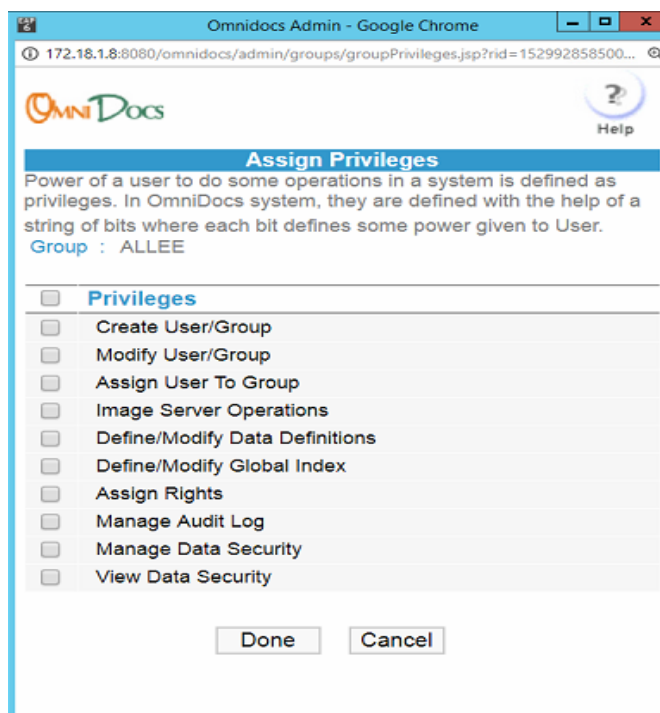 Omnidocs Admin - Google Chrome
172.18.1.8:8080/omnidocs/admin/groups/groupPrivileges.jsp?rid=152992858500...
OMNIDOCS
?
Help
Assign Privileges
Power of a user to do some operations in a system is defined as
privileges. In OmniDocs system, they are defined with the help of a
string of bits where each bit defines some power given to User.
Group : ALLEE
Privileges
Create User/Group
Modify User/Group
Assign User To Group
Image Server Operations
Define/Modify Data Definitions
Define/Modify Global Index
Assign Rights
Manage Audit Log
Manage Data Security
View Data Security
Done Cancel